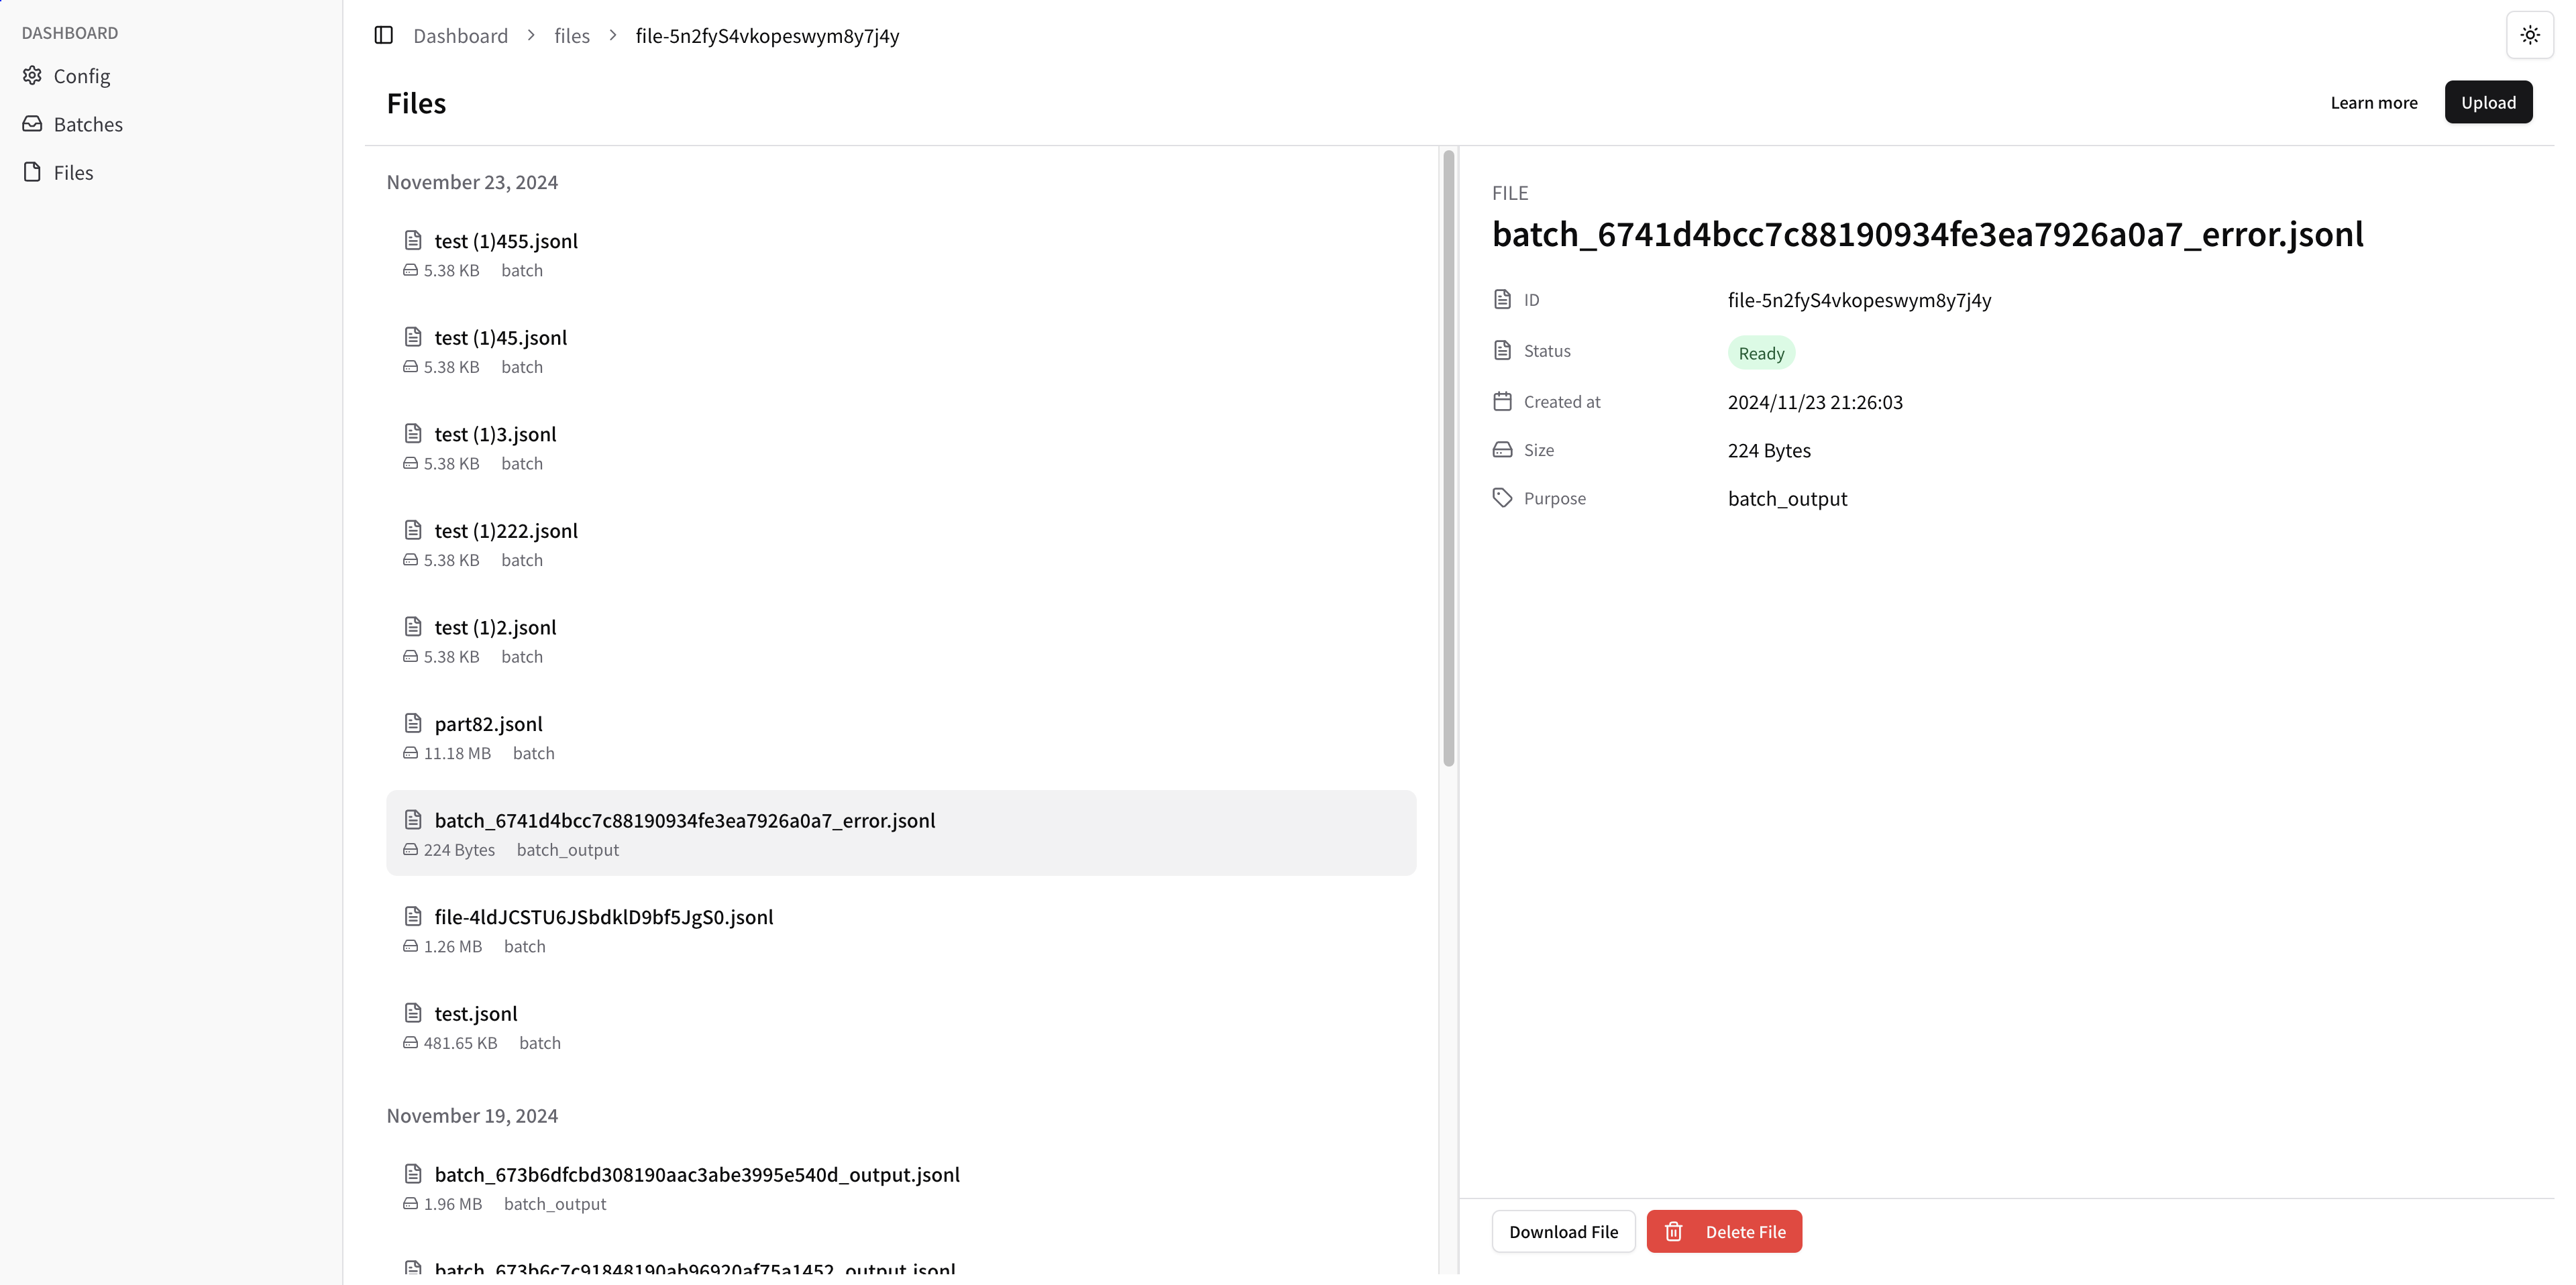 DASHBOARD
Config
Batches
Files
Dashboard > files > file-5n2fyS4vkopeswym8y7j4y
Files
Learn more
Upload
November 23, 2024
test (1)455.jsonl
5.38 KB batch
test (1)45.jsonl
5.38 KB batch
test (1)3.jsonl
5.38 KB batch
test (1)222.jsonl
5.38 KB batch
test (1)2.jsonl
5.38 KB batch
part82.jsonl
11.18 MB batch
batch_6741d4bcc7c88190934fe3ea7926a0a7_error.jsonl
224 Bytes batch_output
file-4ldJCSTU6JSbdklD9bf5JgS0.jsonl
1.26 MB batch
test.jsonl
481.65 KB batch
November 19, 2024
batch_673b6dfcbd308190aac3abe3995e540d_output.jsonl
1.96 MB batch_output
batch_673b6c7c91848190ab96920af75a1452_output.jsonl
FILE
batch_6741d4bcc7c88190934fe3ea7926a0a7_error.jsonl
ID file-5n2fyS4vkopeswym8y7j4y
Status Ready
Created at 2024/11/23 21:26:03
Size 224 Bytes
Purpose batch_output
Download File
Delete File